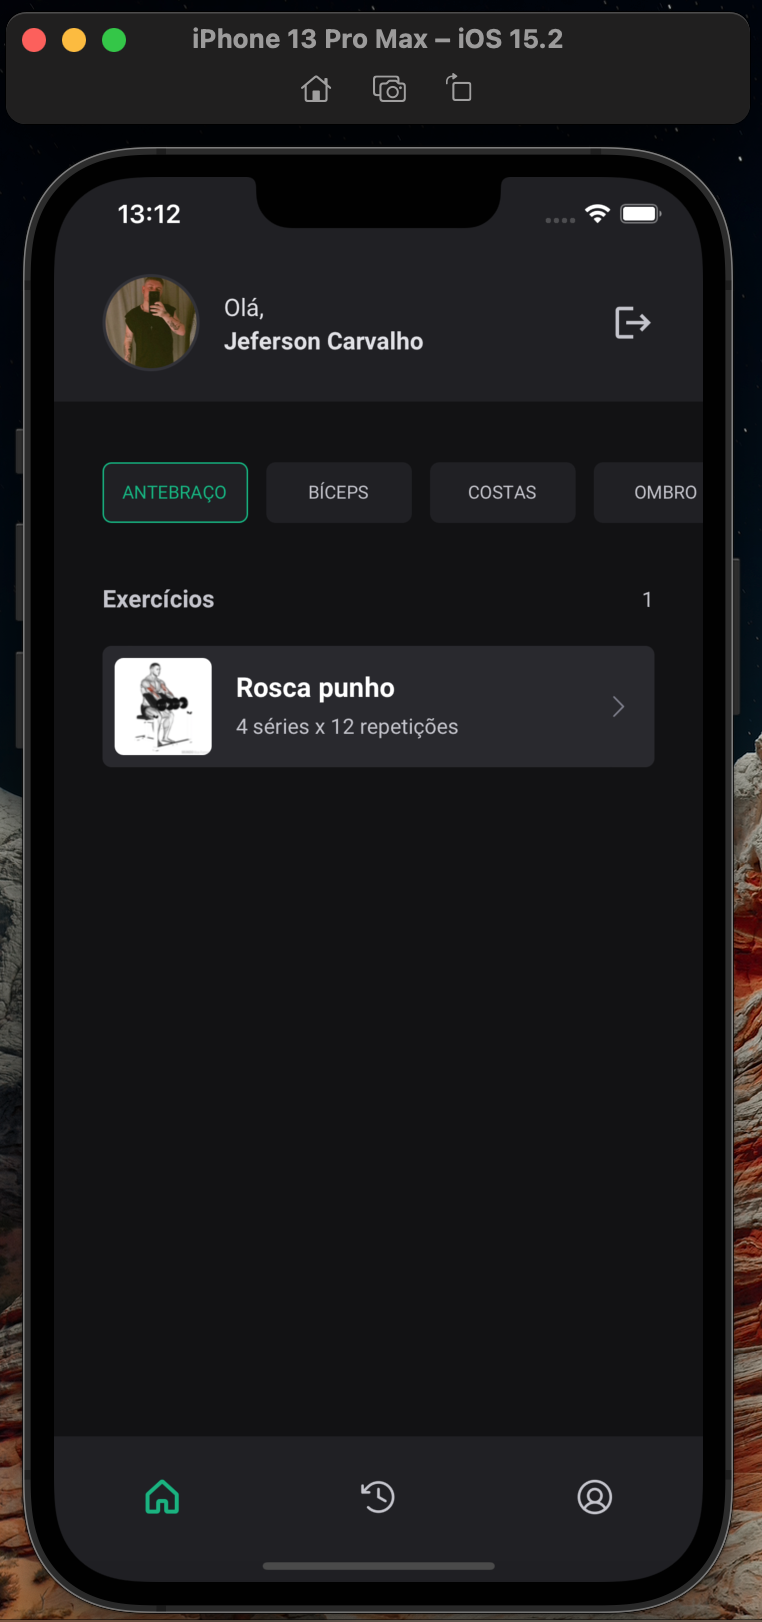 iPhone 13 Pro Max – iOS 15.2
13:12
Olá,
Jeferson Carvalho
ANTEBRAÇO
BÍCEPS
COSTAS
OMBRO
Exercícios
1
Rosca punho
4 séries x 12 repetições